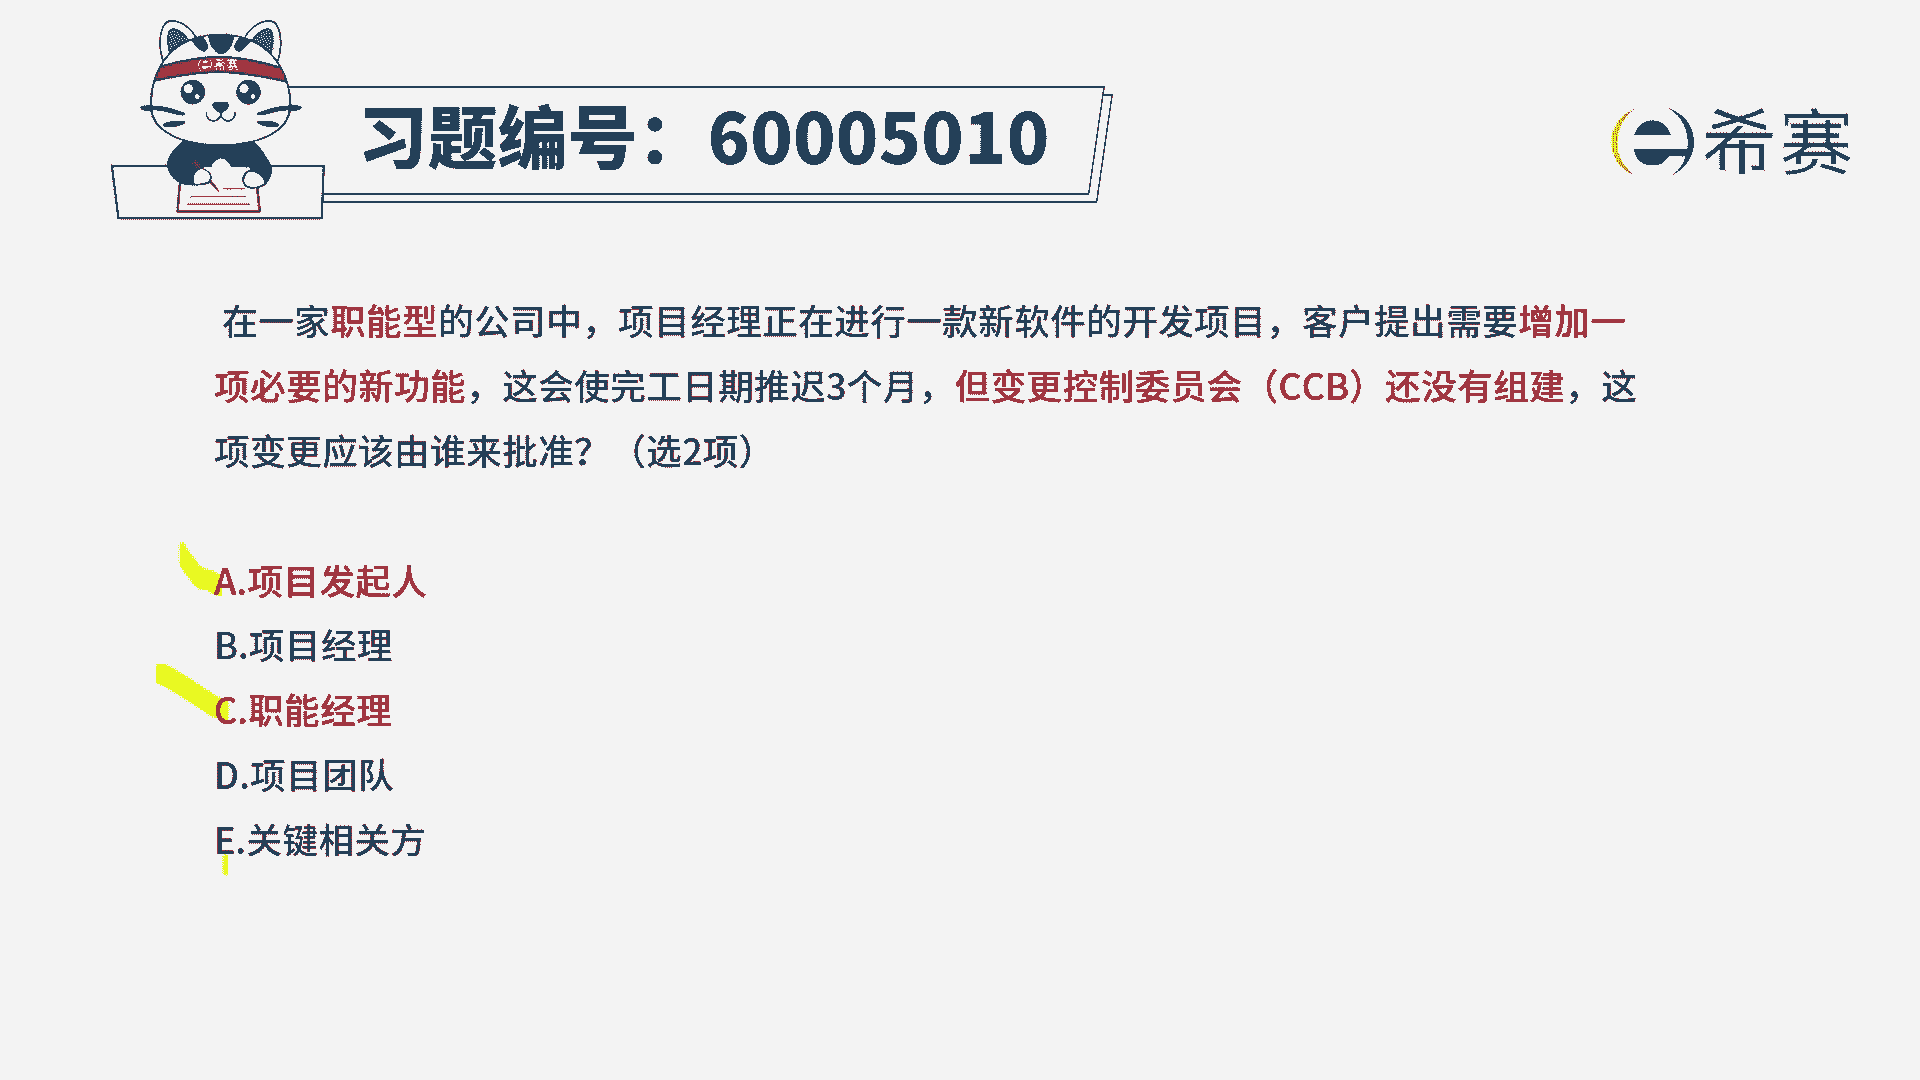 e希赛
习题编号：60005010
e希赛
在一家职能型的公司中，项目经理正在进行一款新软件的开发项目，客户提出需要增加一
项必要的新功能，这会使完工日期推迟3个月，但变更控制委员会（CCB）还没有组建，这
项变更应该由谁来批准？（选2项）
A.项目发起人
B.项目经理
C.职能经理
D.项目团队
E.关键相关方